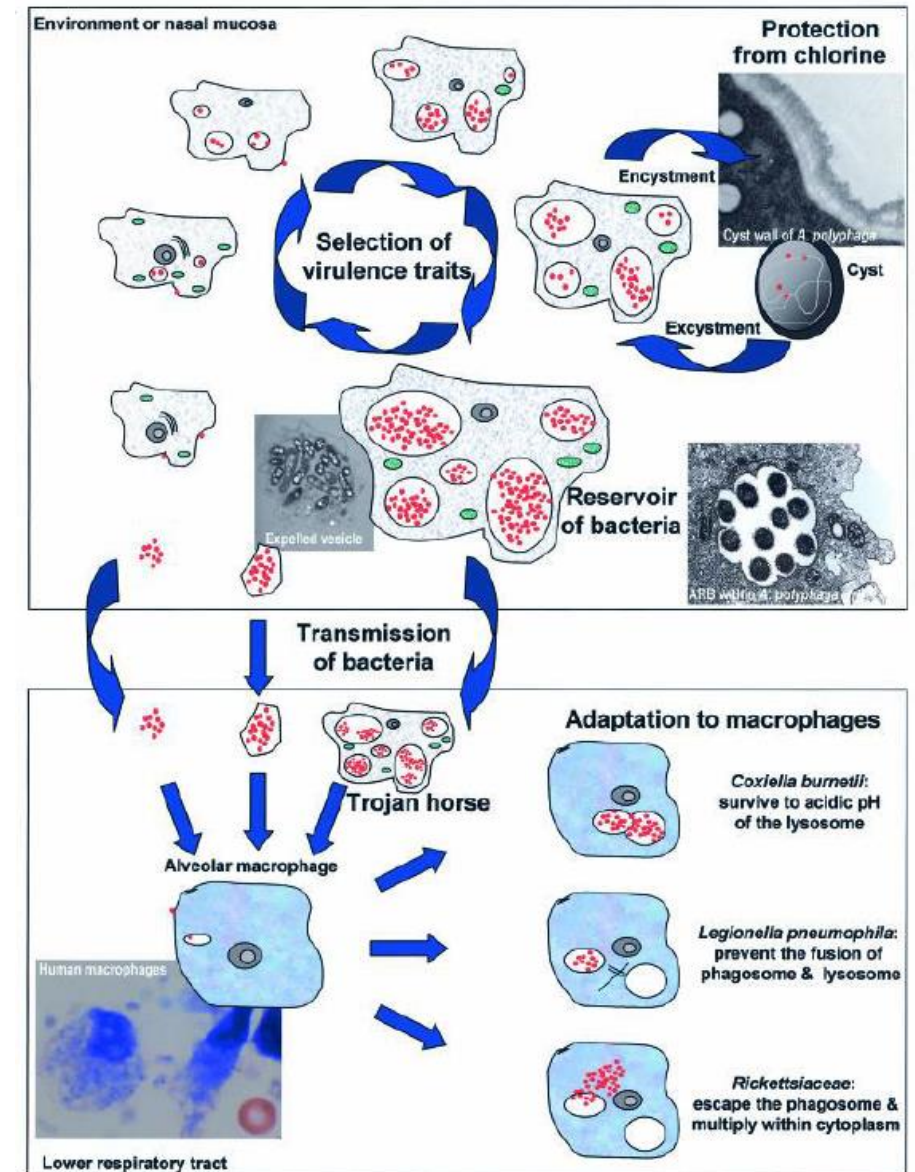 Environment or nasal mucosa
Protection
from chlorine
Encystment
Cyst wall of A. polyphaga
Selection of
virulence traits
Cyst
Excystment
Expelled vesicle
Reservoir
of bacteria
ARB within A. polyphaga
Transmission
of bacteria
Adaptation to macrophages
Trojan horse
Coxiella burnetii:
survive to acidic pH
of the lysosome
Alveolar macrophage
Legionella pneumophila:
prevent the fusion of
phagosome & lysosome
Human macrophages
Rickettsiaceae:
escape the phagosome &
multiply within cytoplasm
Lower respiratory tract